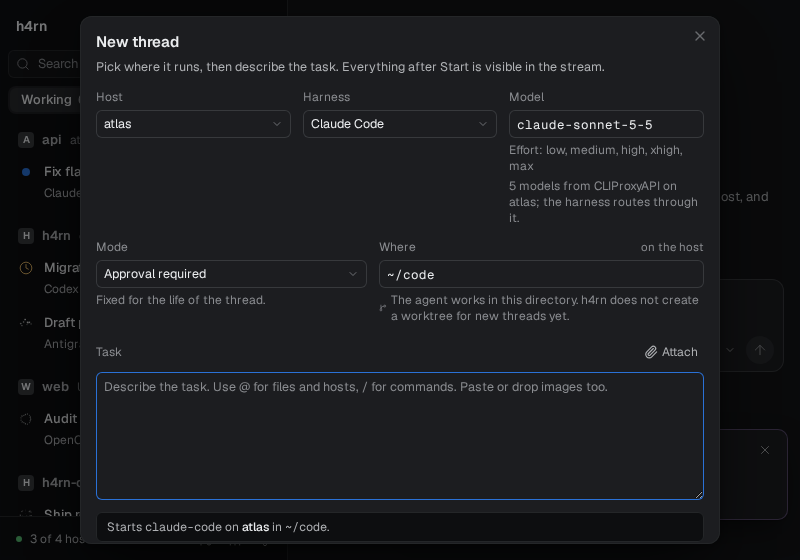 h4rn
New thread
Pick where it runs, then describe the task. Everything after Start is visible in the stream.
Search
Working
Host
Harness
Model
atlas
Claude Code
claude-sonnet-5-5
Effort: low, medium, high, xhigh,
max
5 models from CLIProxyAPI on
atlas; the harness routes through
it.
A api
Fix fla
Claude
H h4rn
Migrat
Codex
Draft
Antigra
W web
Audit
OpenC
H h4rn-c
Ship r
3 of 4 hos
ost, and
Mode
Where
on the host
Approval required
~/code
Fixed for the life of the thread.
The agent works in this directory. h4rn does not create
a worktree for new threads yet.
Task
Attach
Describe the task. Use @ for files and hosts, / for commands. Paste or drop images too.
Starts claude-code on atlas in ~/code.